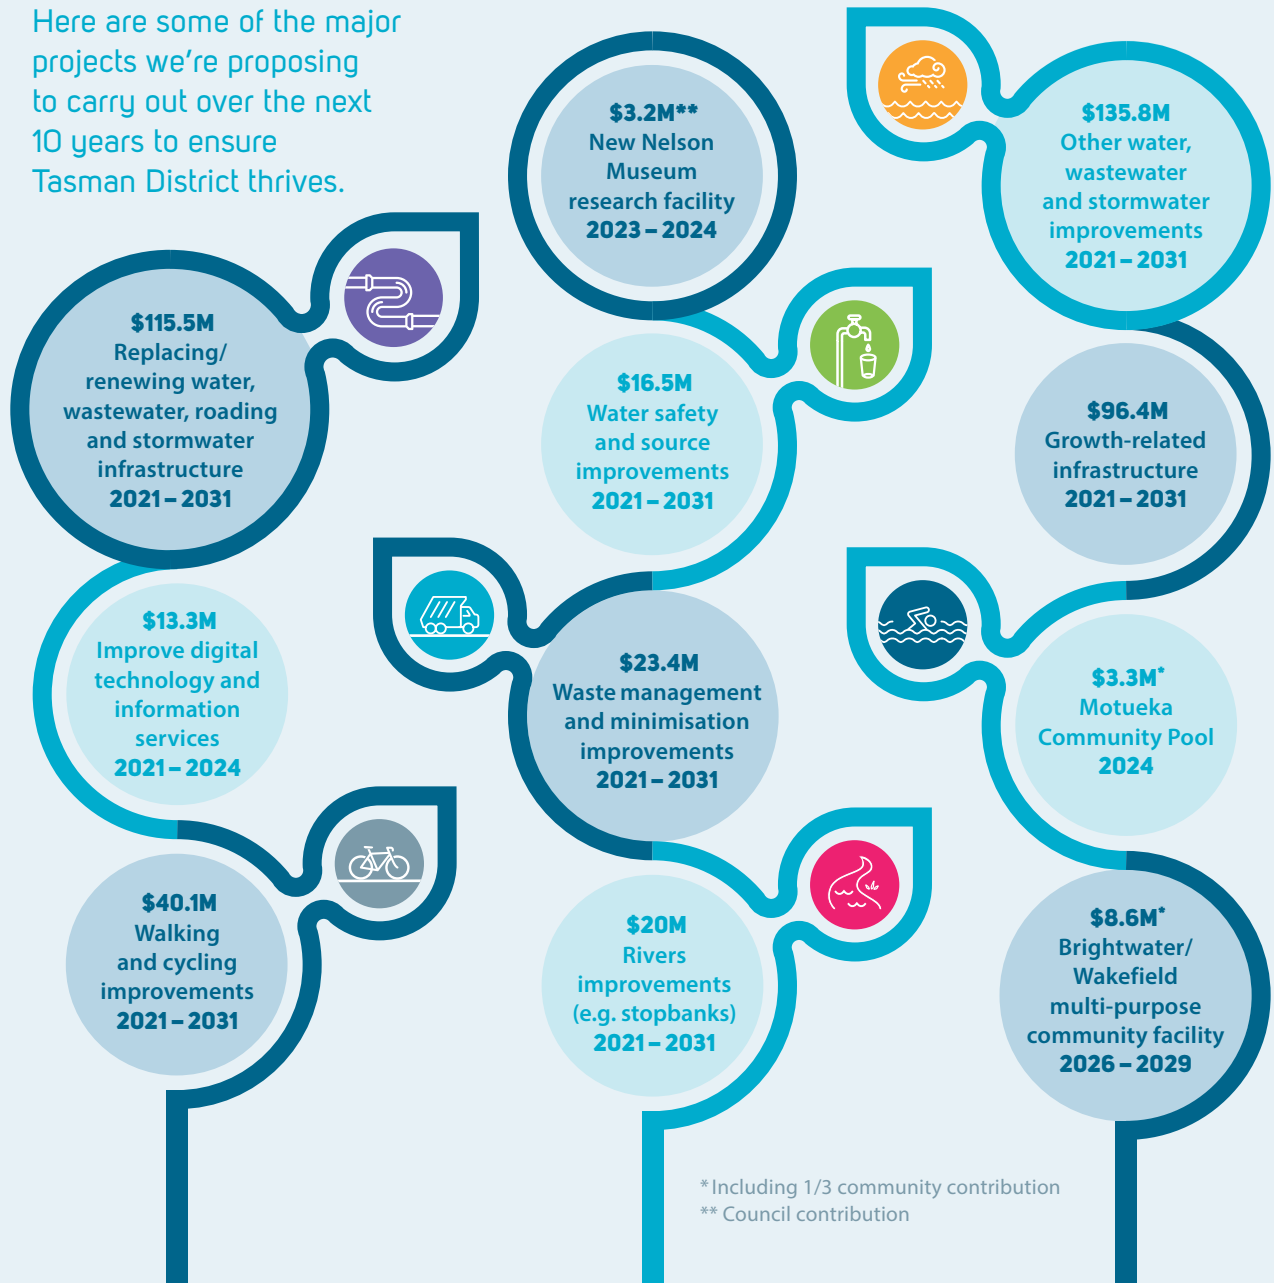 Here are some of the major
projects we're proposing
to carry out over the next
10 years to ensure
Tasman District thrives.
$115.5M
Replacing/
renewing water,
wastewater, roading
and stormwater
infrastructure
2021 – 2031
$13.3M
Improve digital
technology and
information
services
2021 – 2024
$40.1M
Walking
and cycling
improvements
2021 – 2031
$3.2M**
New Nelson
Museum
research facility
2023 – 2024
$16.5M
Water safety
and source
improvements
2021 – 2031
$23.4M
Waste management
and minimisation
improvements
2021 – 2031
$20M
Rivers
improvements
(e.g. stopbanks)
2021 – 2031
$135.8M
Other water,
wastewater
and stormwater
improvements
2021 – 2031
$96.4M
Growth-related
infrastructure
2021 – 2031
$3.3M*
Motueka
Community Pool
2024
$8.6M*
Brightwater/
Wakefield
multi-purpose
community facility
2026 – 2029
* Including 1/3 community contribution
** Council contribution